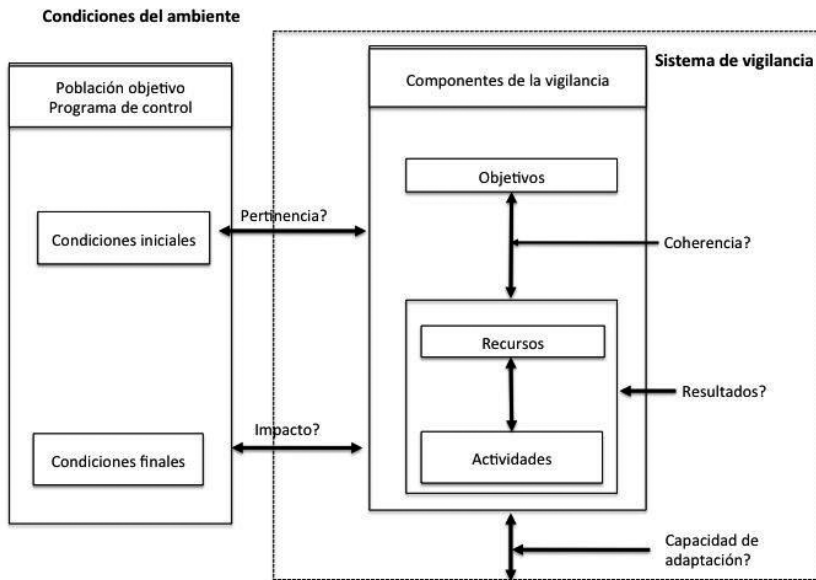 Condiciones del ambiente
Sistema de vigilancia
Población objetivo
Programa de control
Componentes de la vigilancia
Objetivos
Pertinencia?
Condiciones iniciales
Coherencia?
Recursos
Resultados?
Impacto?
Condiciones finales
Actividades
Capacidad de
adaptación?